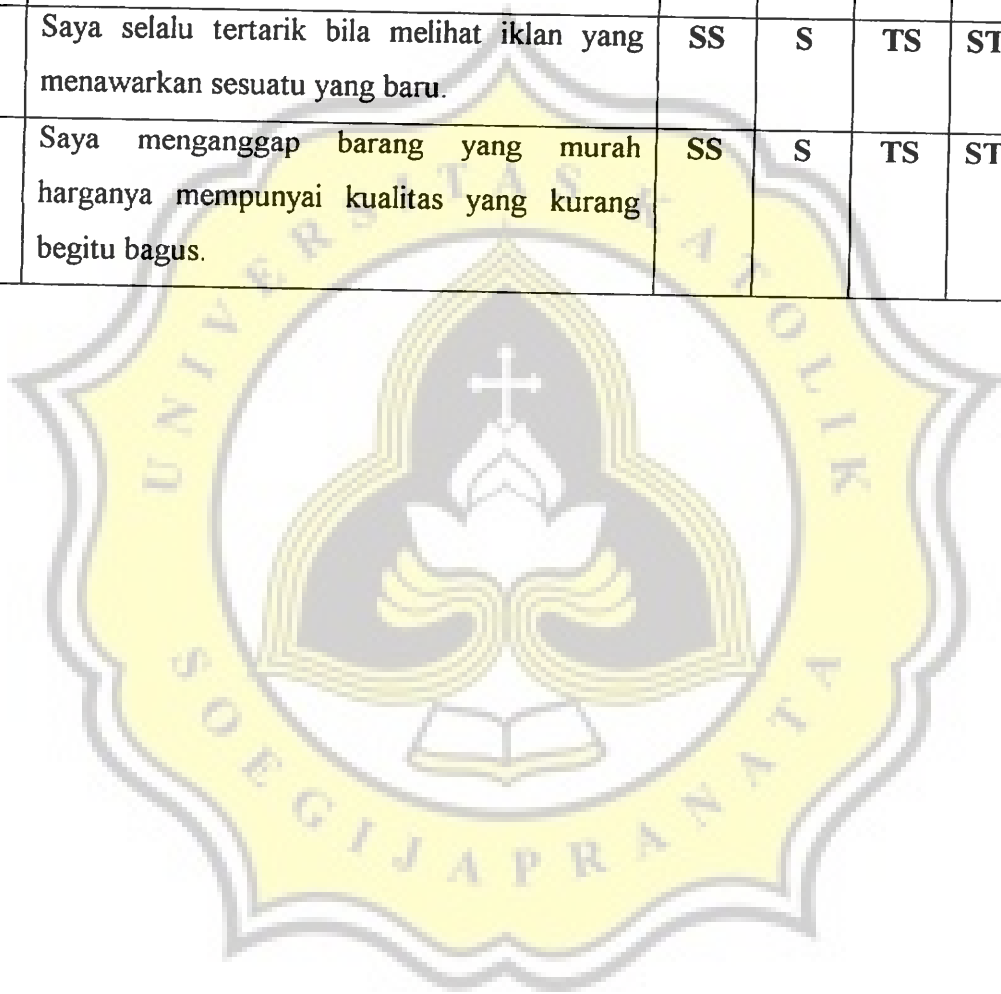 Saya selalu tertarik bila melihat iklan yang SS S TS ST
menawarkan sesuatu yang baru.
Saya menganggap barang yang murah SS S TS ST
harganya mempunyai kualitas yang kurang
begitu bagus.
UNIVERSITAS KATOLIK
SOEGIJAPRANATA